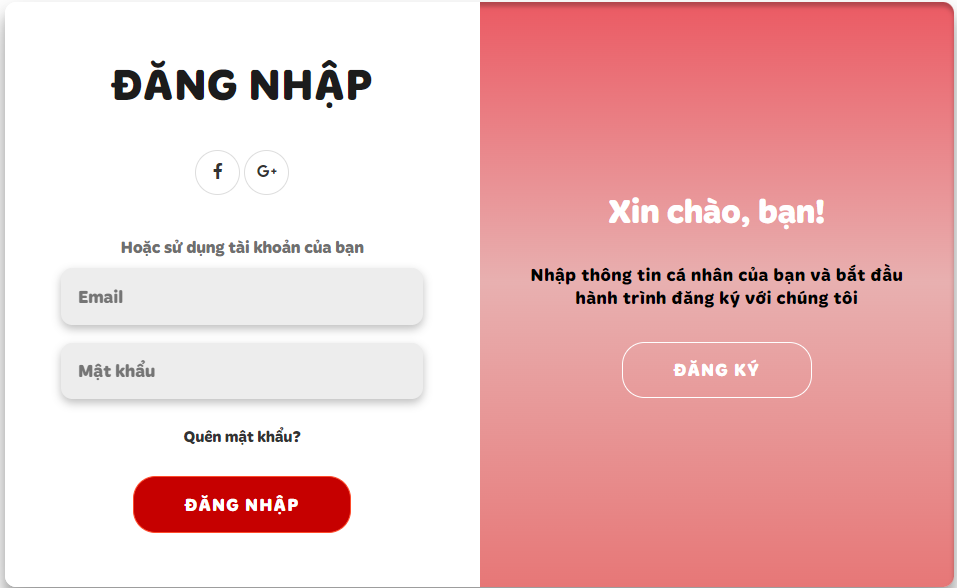 ĐĂNG NHẬP
f
G+
Hoặc sử dụng tài khoản của bạn
Email
Mật khẩu
Quên mật khẩu?
ĐĂNG NHẬP
Xin chào, bạn!
Nhập thông tin cá nhân của bạn và bắt đầu
hành trình đăng ký với chúng tôi
ĐĂNG KÝ